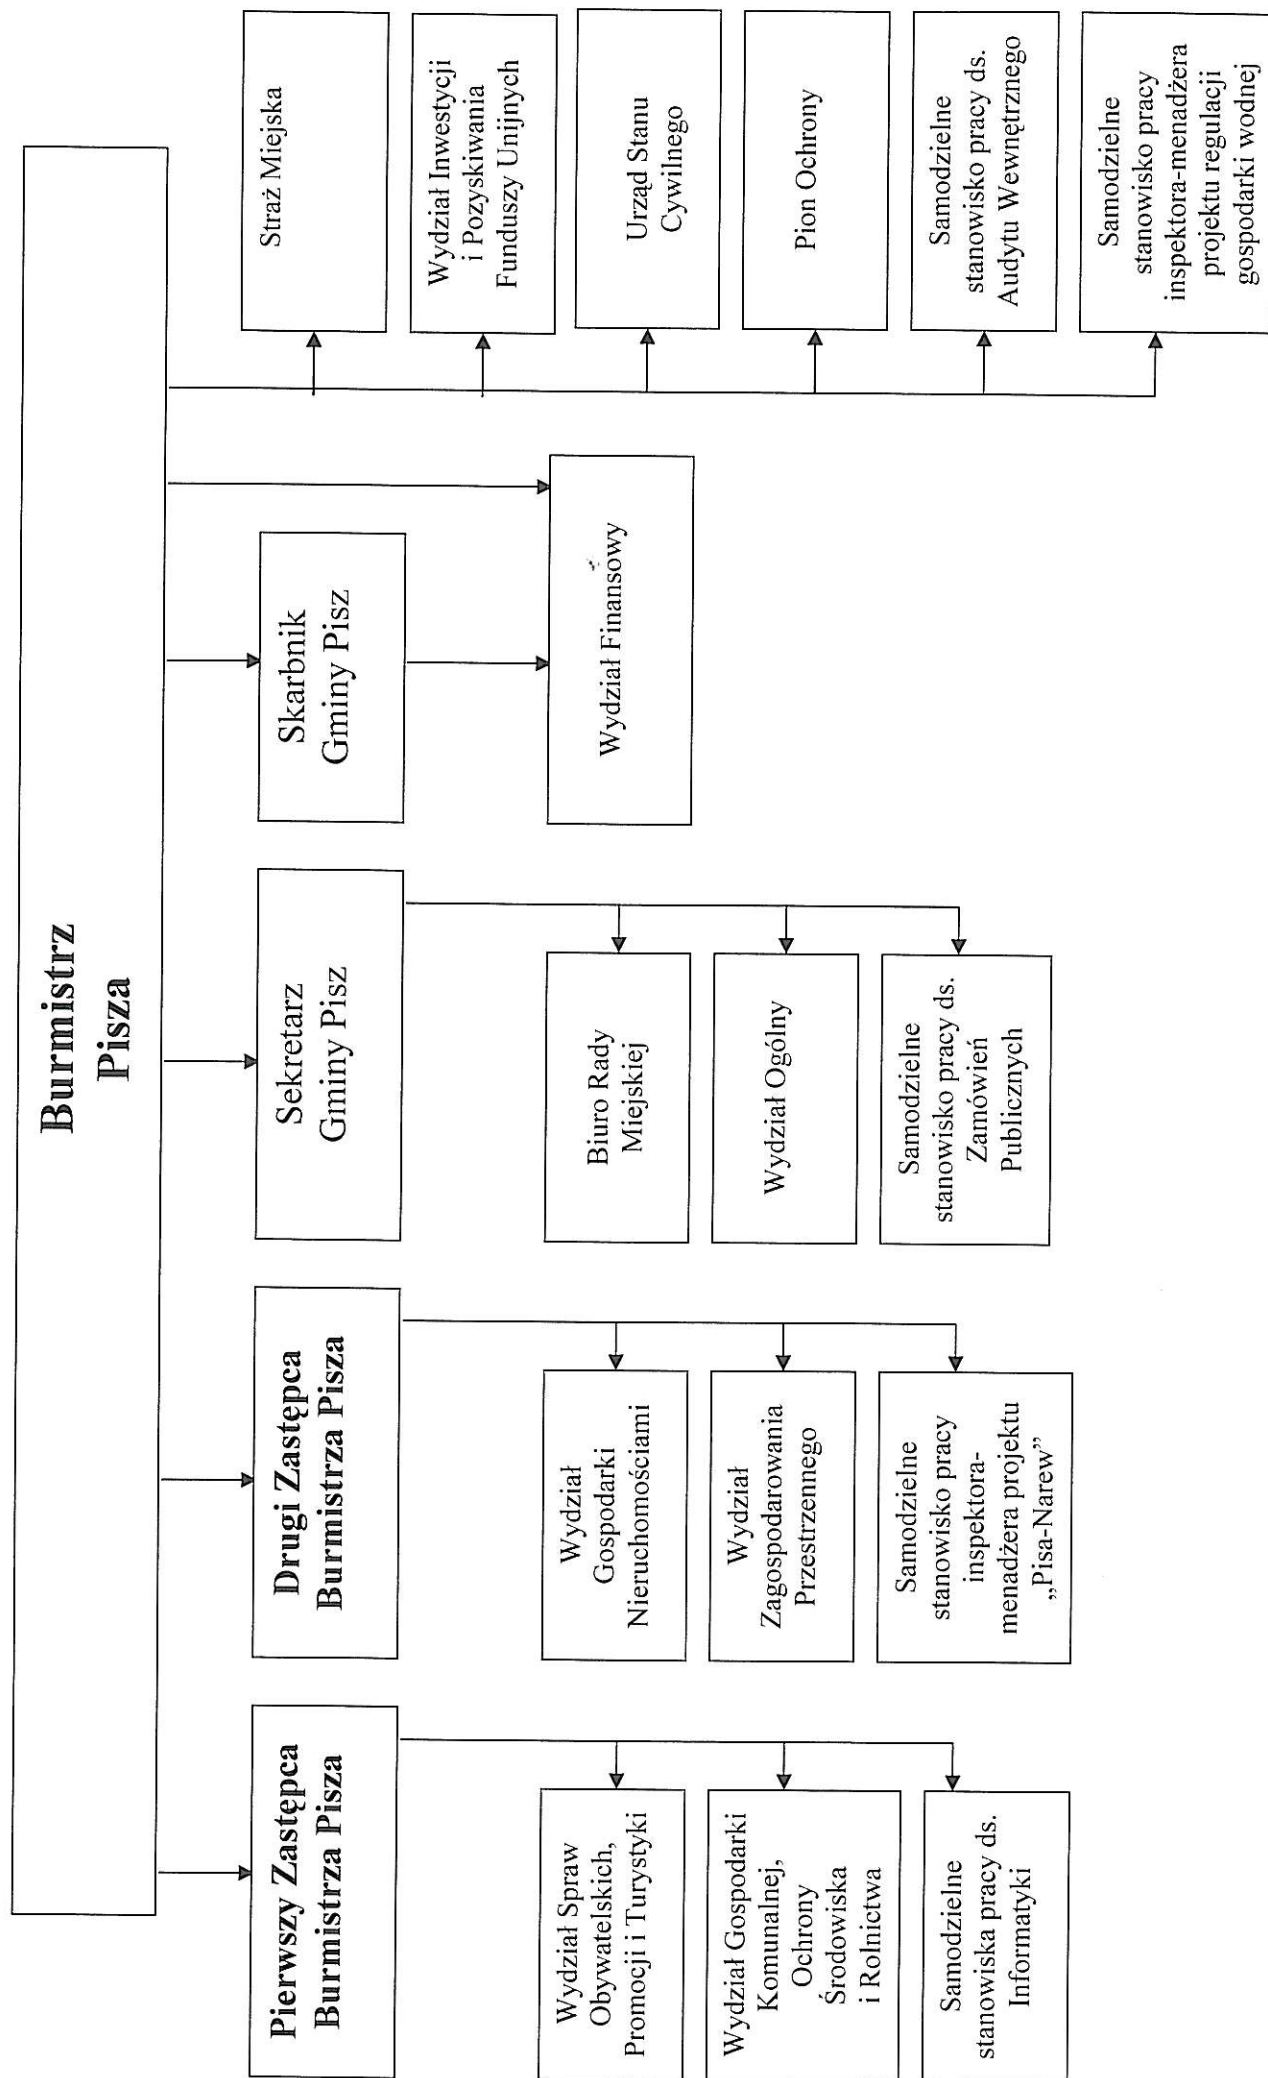 Burmistrz
Pisza
Pierwszy Zastępca
Burmistrza Pisza
Drugi Zastępca
Burmistrza Pisza
Sekretarz
Gminy Pisz
Skarbnik
Gminy Pisz
Wydział Spraw
Obywatelskich,
Promocji i Turystyki
Wydział Gospodarki
Komunalnej,
Ochrony
Środowiska
i Rolnictwa
Samodzielne
stanowiska pracy ds.
Informatyki
Wydział
Gospodarki
Nieruchomościami
Wydział
Zagospodarowania
Przestrzennego
Samodzielne
stanowisko pracy
inspektora-
menadżera projektu
„Pisa-Narew”
Biuro Rady
Miejskiej
Wydział Ogólny
Samodzielne
stanowisko pracy ds.
Zamówień
Publicznych
Wydział Finansowy
Straż Miejska
Wydział Inwestycji
i Pozyskiwania
Funduszy Unijnych
Urząd Stanu
Cywilnego
Pion Ochrony
Samodzielne
stanowisko pracy ds.
Audytu Wewnętrznego
Samodzielne
stanowisko pracy
inspektora-menadżera
projektu regulacji
gospodarki wodnej